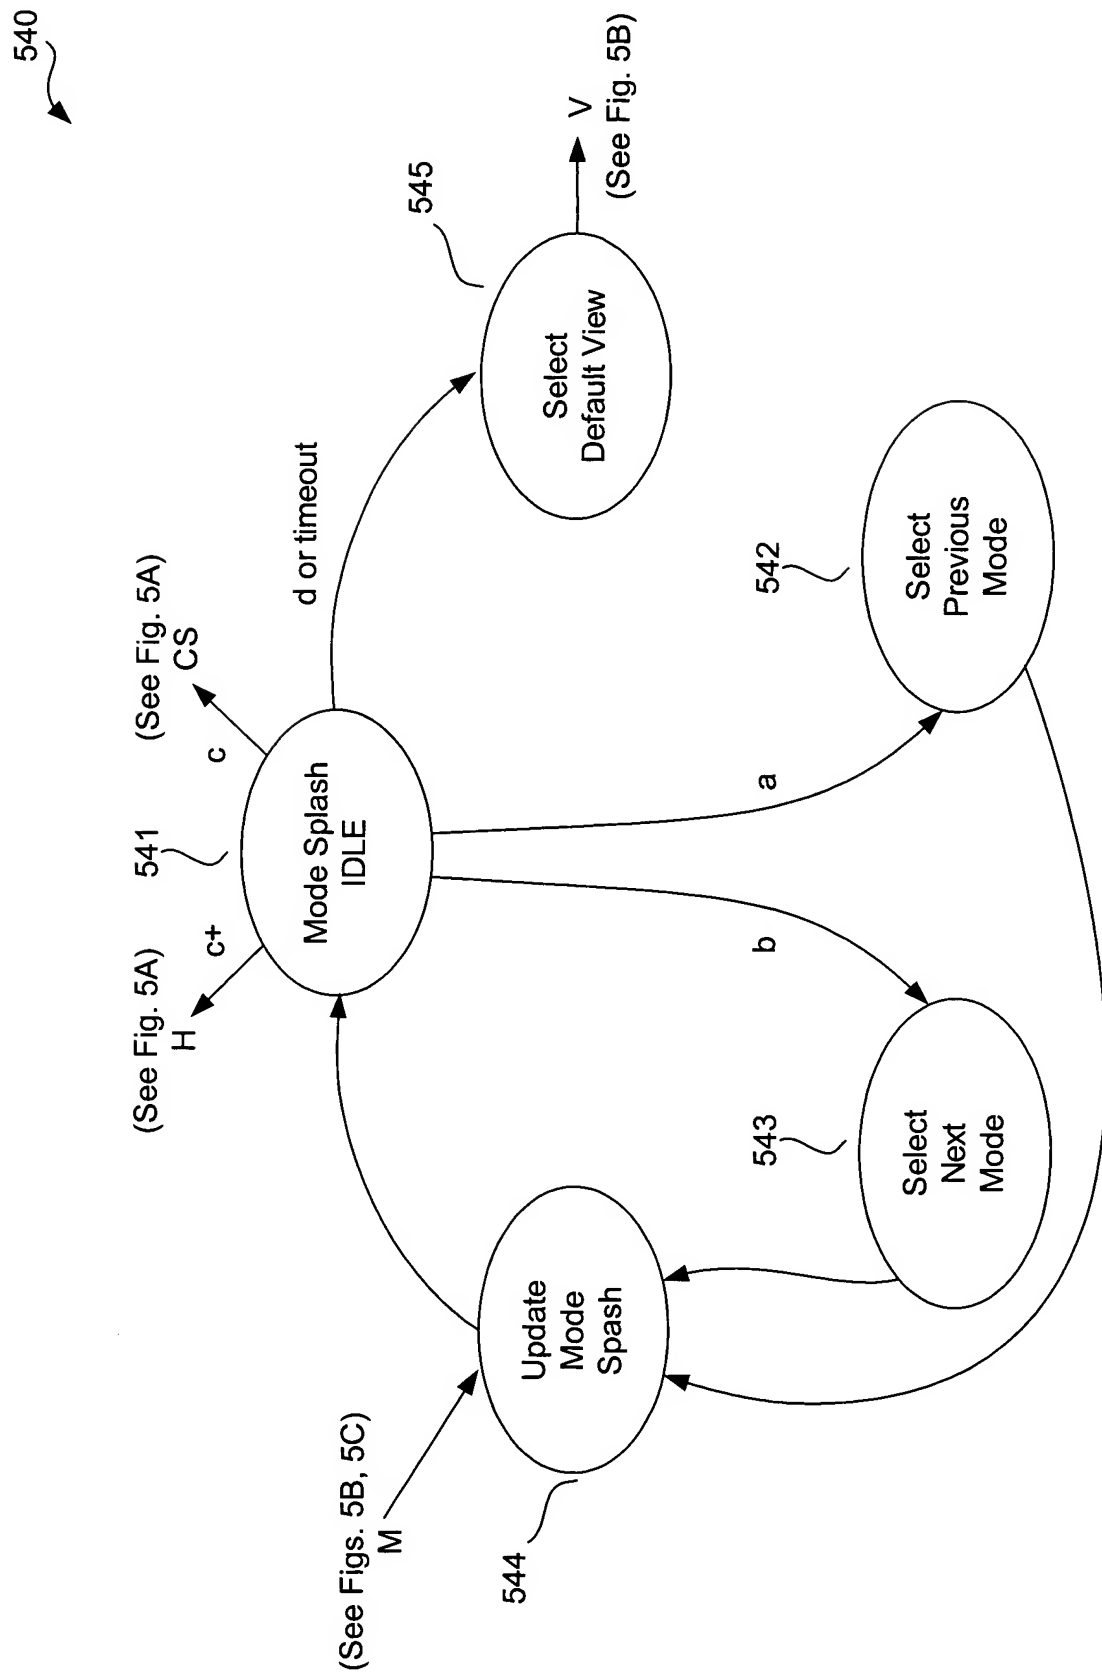 540
(See Fig. 5A)
H
c+
541
c
(See Fig. 5A)
CS
Mode Splash
IDLE
d or timeout
545
Select
Default View
V
(See Fig. 5B)
(See Figs. 5B, 5C)
M
544
Update
Mode
Spash
b
a
543
Select
Next
Mode
542
Select
Previous
Mode